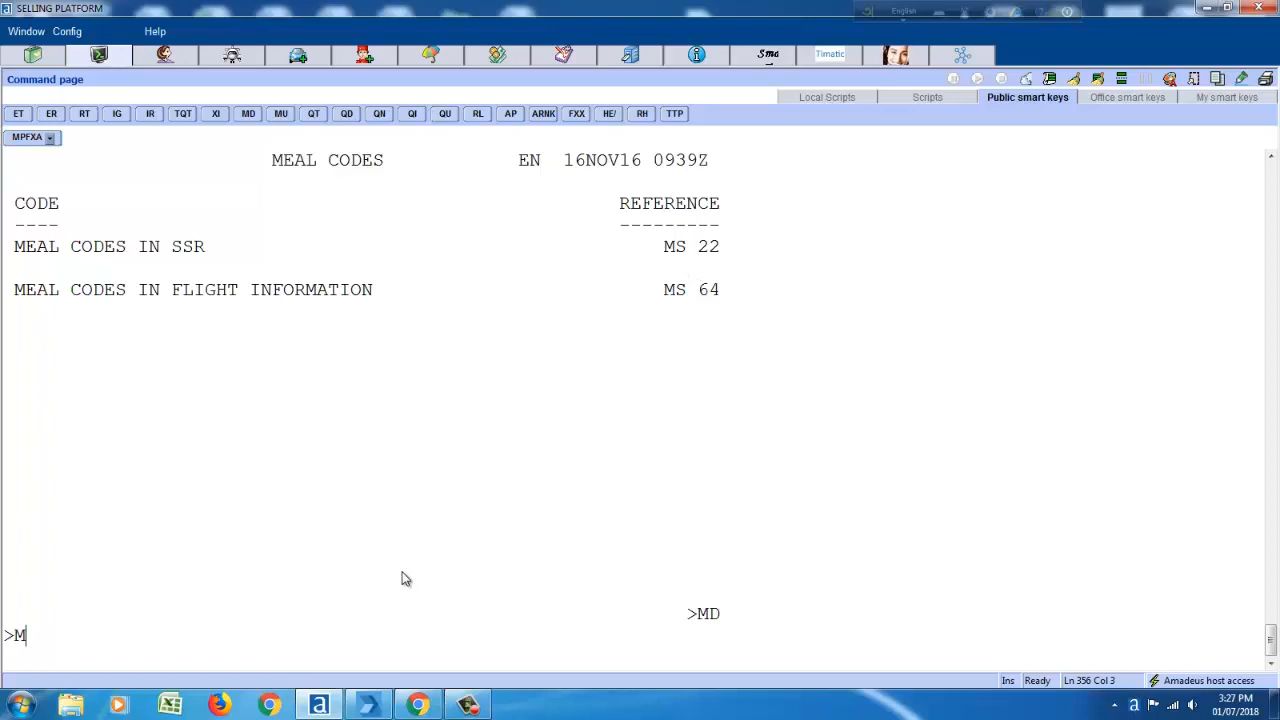 SELLING PLATFORM
English
Window Config Help
Sma Timatic
Command page
Local Scripts Scripts Public smart keys Office smart keys My smart keys
ET ER RT IG IR TQT XI MD MU QT QD QN QI QU RL AP ARNK FXX HE/ RH TTP
MPFXA
MEAL CODES EN 16NOV16 0939Z
CODE REFERENCE
---- ---------
MEAL CODES IN SSR MS 22
MEAL CODES IN FLIGHT INFORMATION MS 64
>MD
>M
Ins Ready Ln 356 Col 3 Amadeus host access
3:27 PM
01/07/2018